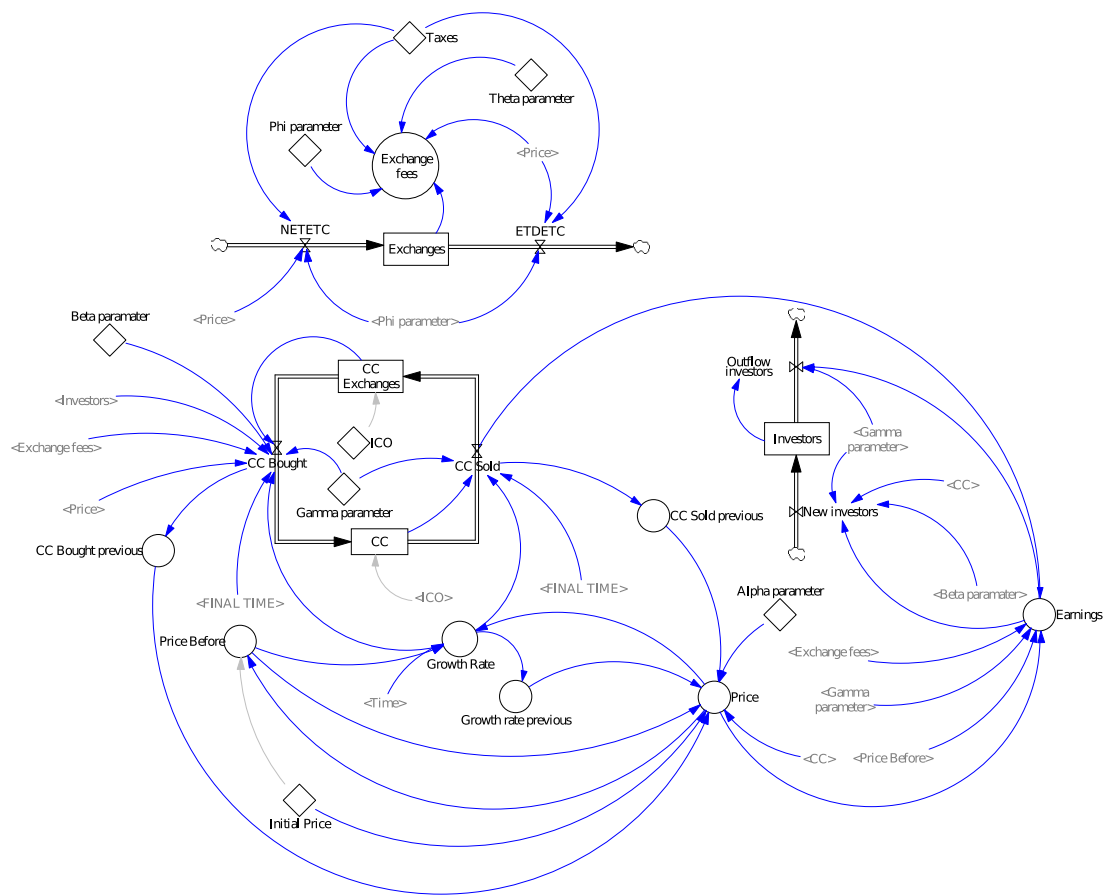 Taxes
Theta parameter
Phi parameter
<Price>
Exchange
fees
NETETC
ETDETC
Exchanges
<Price>
<Phi parameter>
Beta paramater
CC
Exchanges
Outflow
investors
<Investors>
<Exchange fees>
ICO
Investors
<Gamma
parameter>
CC Bought
CC Sold
<CC>
<Price>
Gamma parameter
New investors
CC Sold previous
CC
CC Bought previous
<FINAL TIME>
<ICO>
<FINAL TIME>
Alpha parameter
<Beta paramater>
Earnings
Price Before
Growth Rate
<Exchange fees>
<Time>
Growth rate previous
Price
<Gamma
parameter>
<CC>
<Price Before>
Initial Price